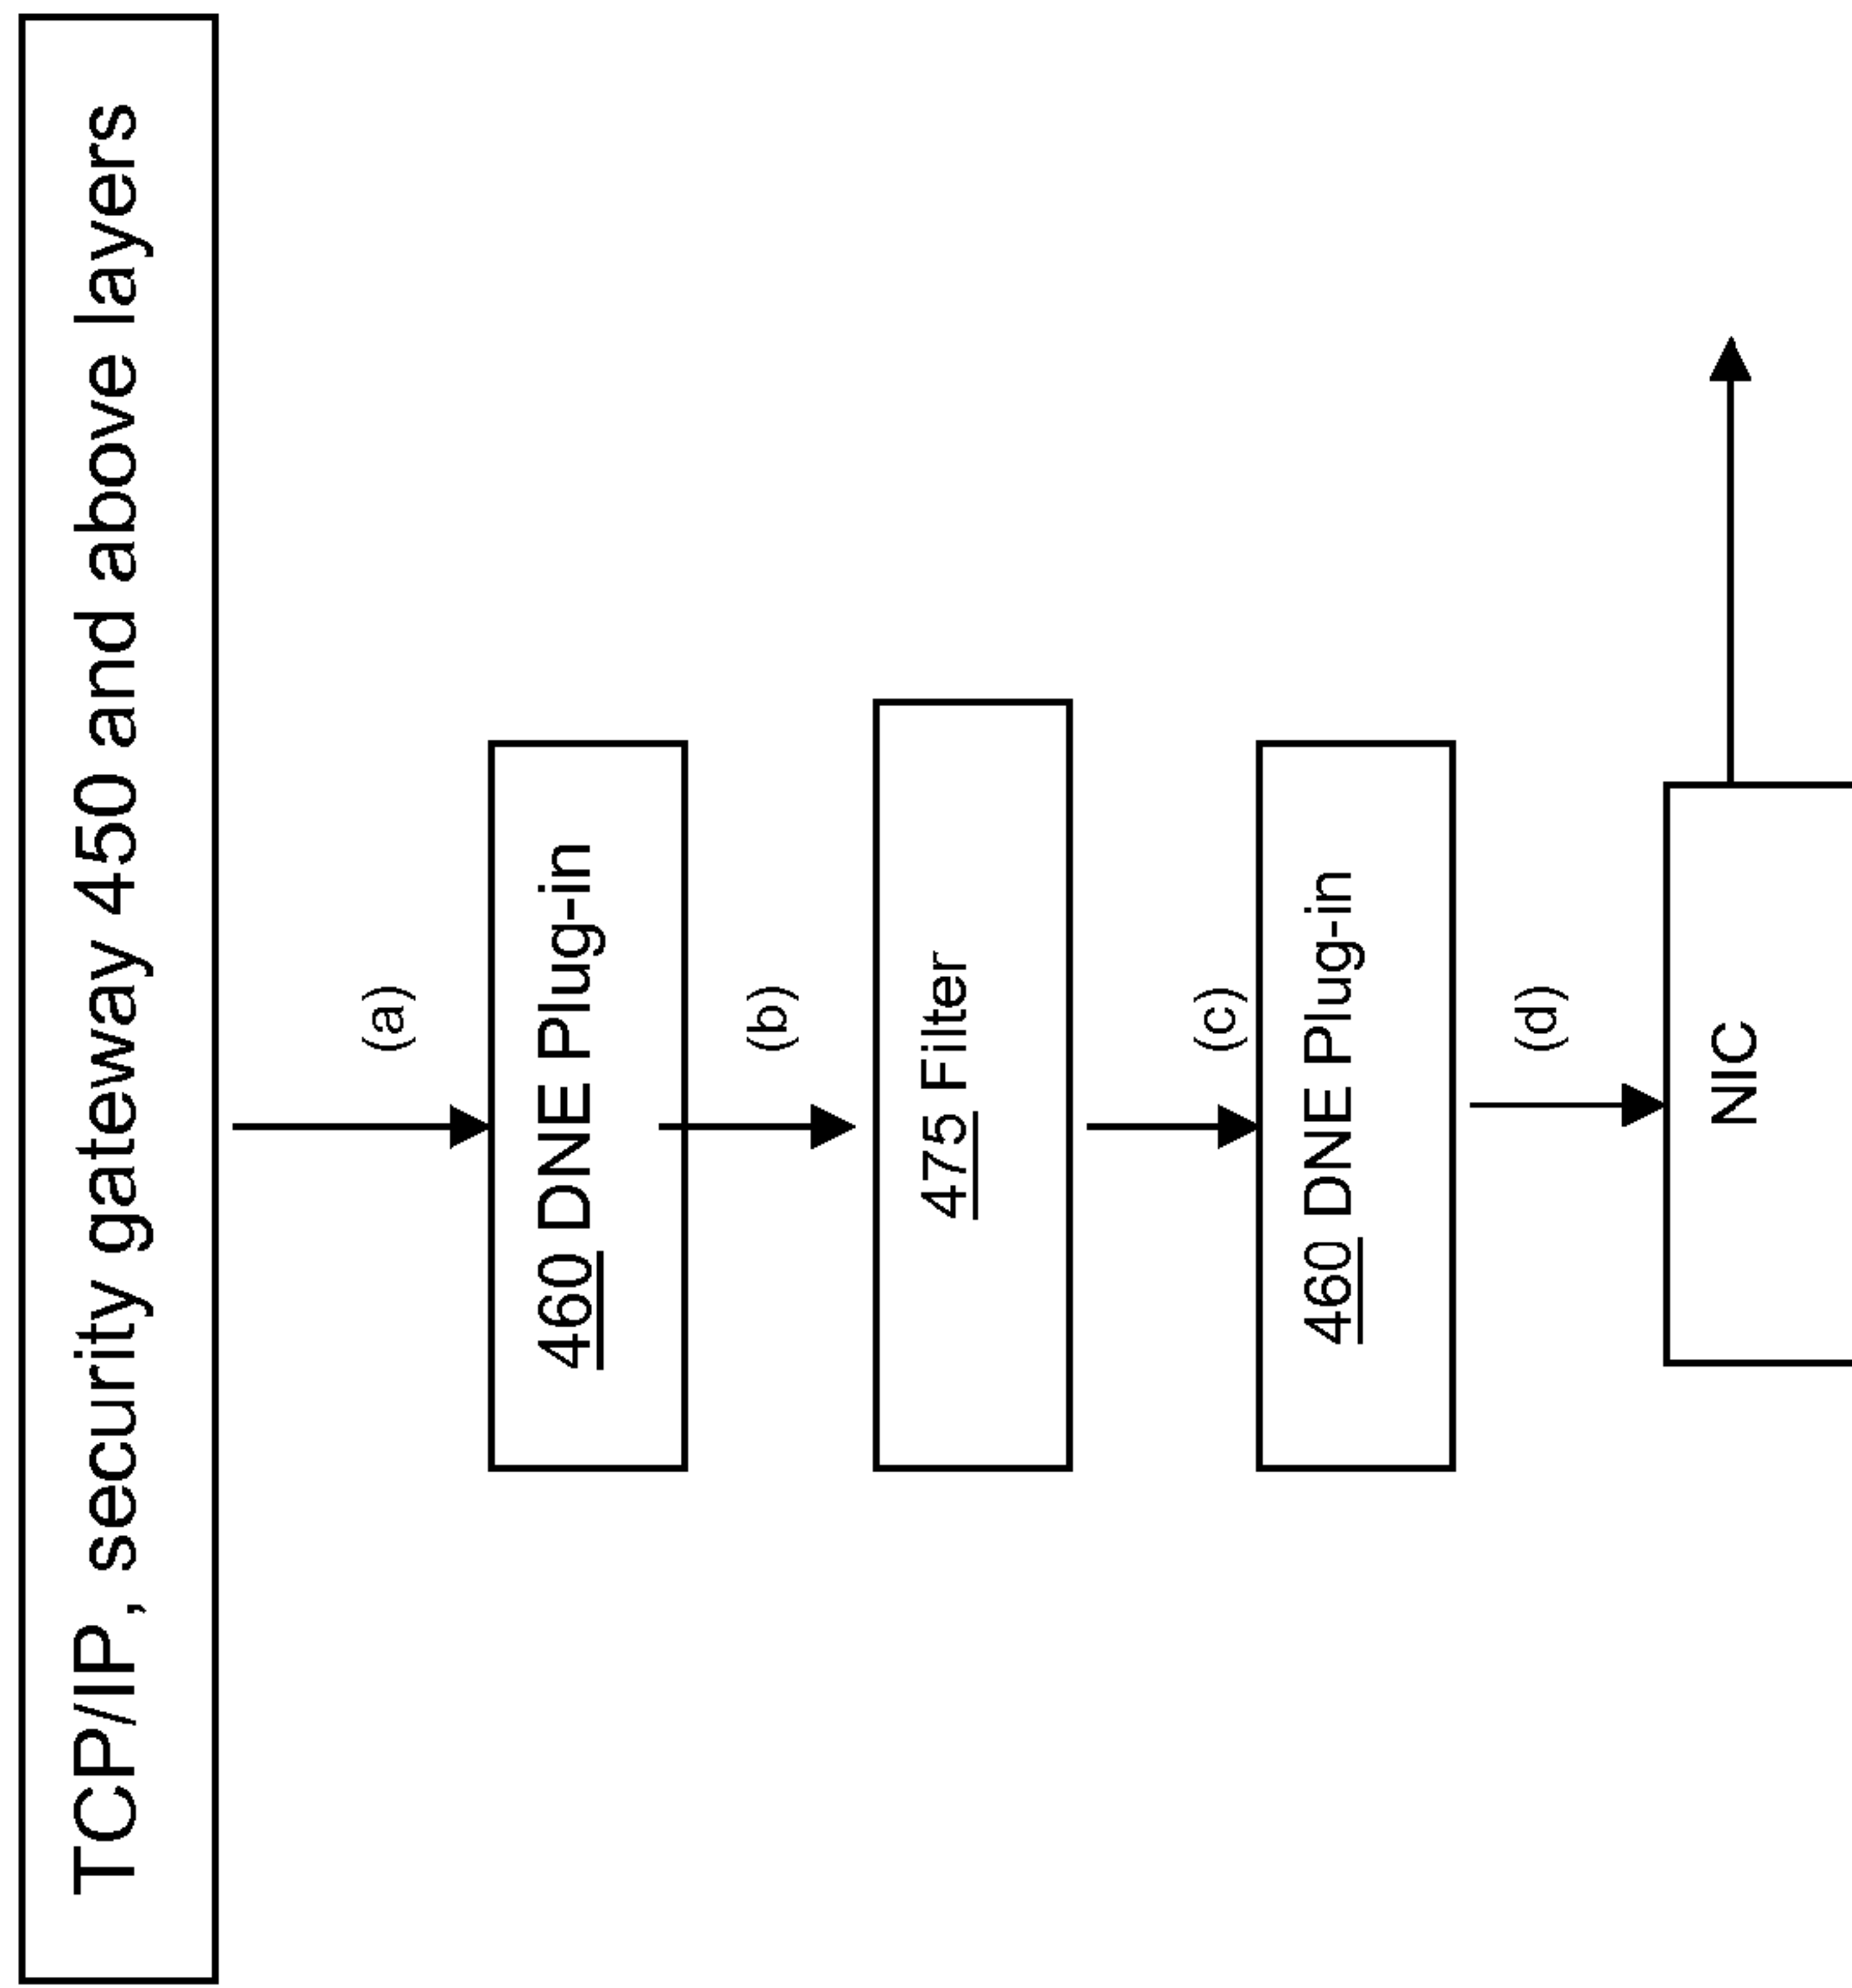 TCP/IP, security gateway 450 and above layers
(a)
460 DNE Plug-in
(b)
475 Filter
(c)
460 DNE Plug-in
(d)
NIC